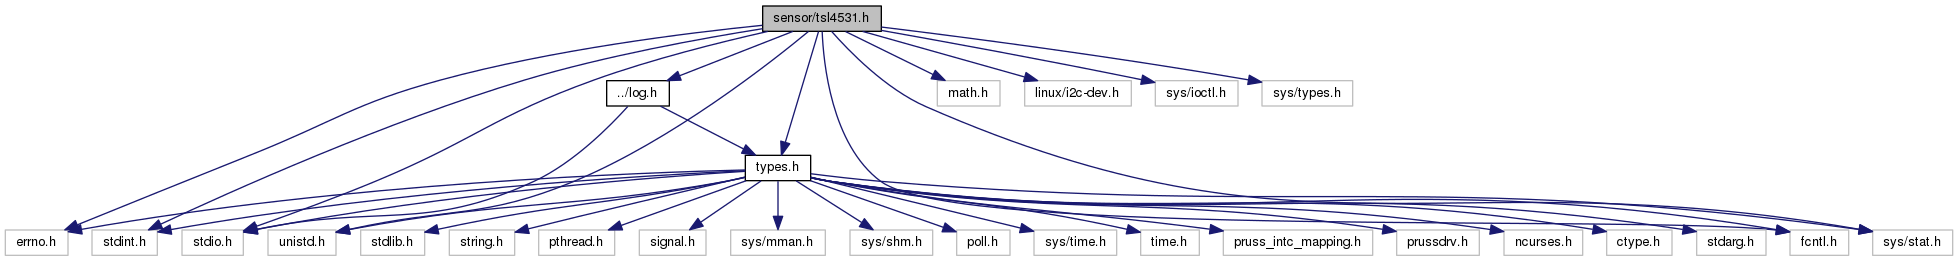 sensor/tsl4531.h
../log.h
math.h
linux/i2c-dev.h
sys/ioctl.h
sys/types.h
types.h
errno.h
stdint.h
stdio.h
unistd.h
stdlib.h
string.h
pthread.h
signal.h
sys/mman.h
sys/shm.h
poll.h
sys/time.h
time.h
pruss_intc_mapping.h
prussdrv.h
ncurses.h
ctype.h
stdarg.h
fcntl.h
sys/stat.h